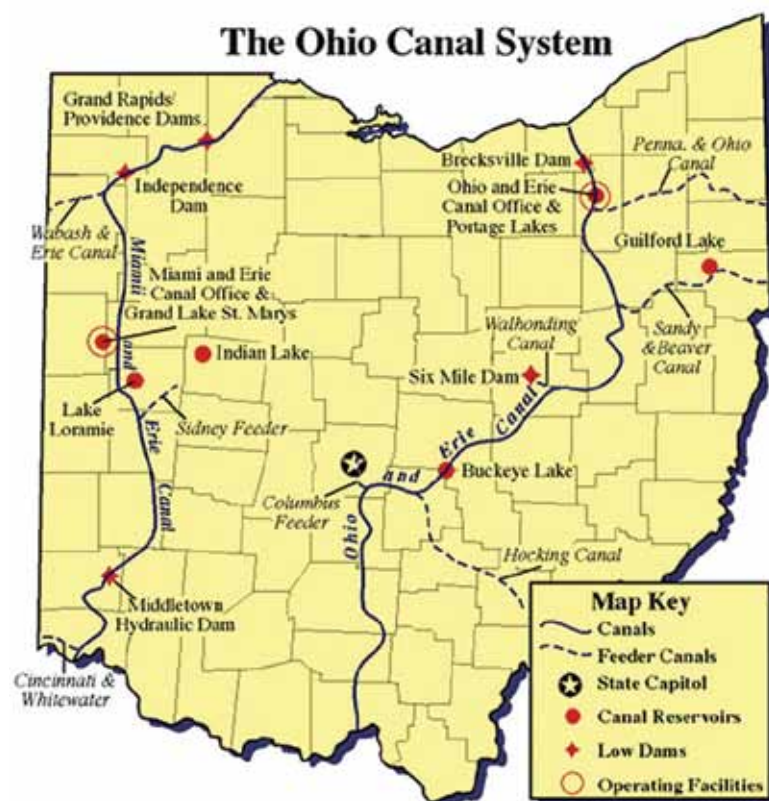 The Ohio Canal System
Grand Rapids/
Providence Dams
Independence
Dam
Wabash &
Erie Canal
Miamii
and
Erie
Canal
Miami and Erie
Canal Office &
Grand Lake St. Marys
Indian Lake
Lake
Loramie
Sidney Feeder
Middletown
Hydraulic Dam
Cincinnati &
Whitewater
Brecksville Dam
Ohio and Erie
Canal Office &
Portage Lakes
Penna. & Ohio
Canal
Guilford Lake
Sandy
&Beaver
Canal
Walhonding
Canal
Six Mile Dam
Ohio
and
Erie
Canal
Buckeye Lake
Columbus
Feeder
Hocking Canal
Map Key
Canals
Feeder Canals
State Capitol
Canal Reservoirs
Low Dams
Operating Facilities